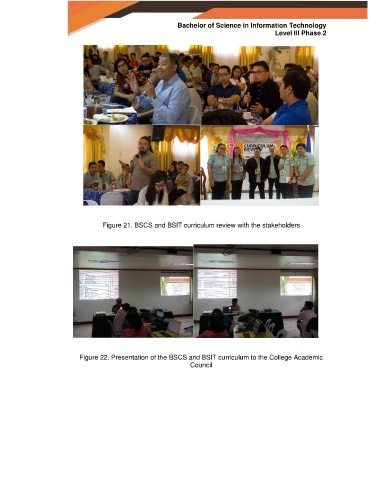 Bachelor of Science in Information Technology
Level III Phase 2
CURRICULUM
REVIEW
Figure 21. BSCS and BSIT curriculum review with the stakeholders
Figure 22. Presentation of the BSCS and BSIT curriculum to the College Academic
Council